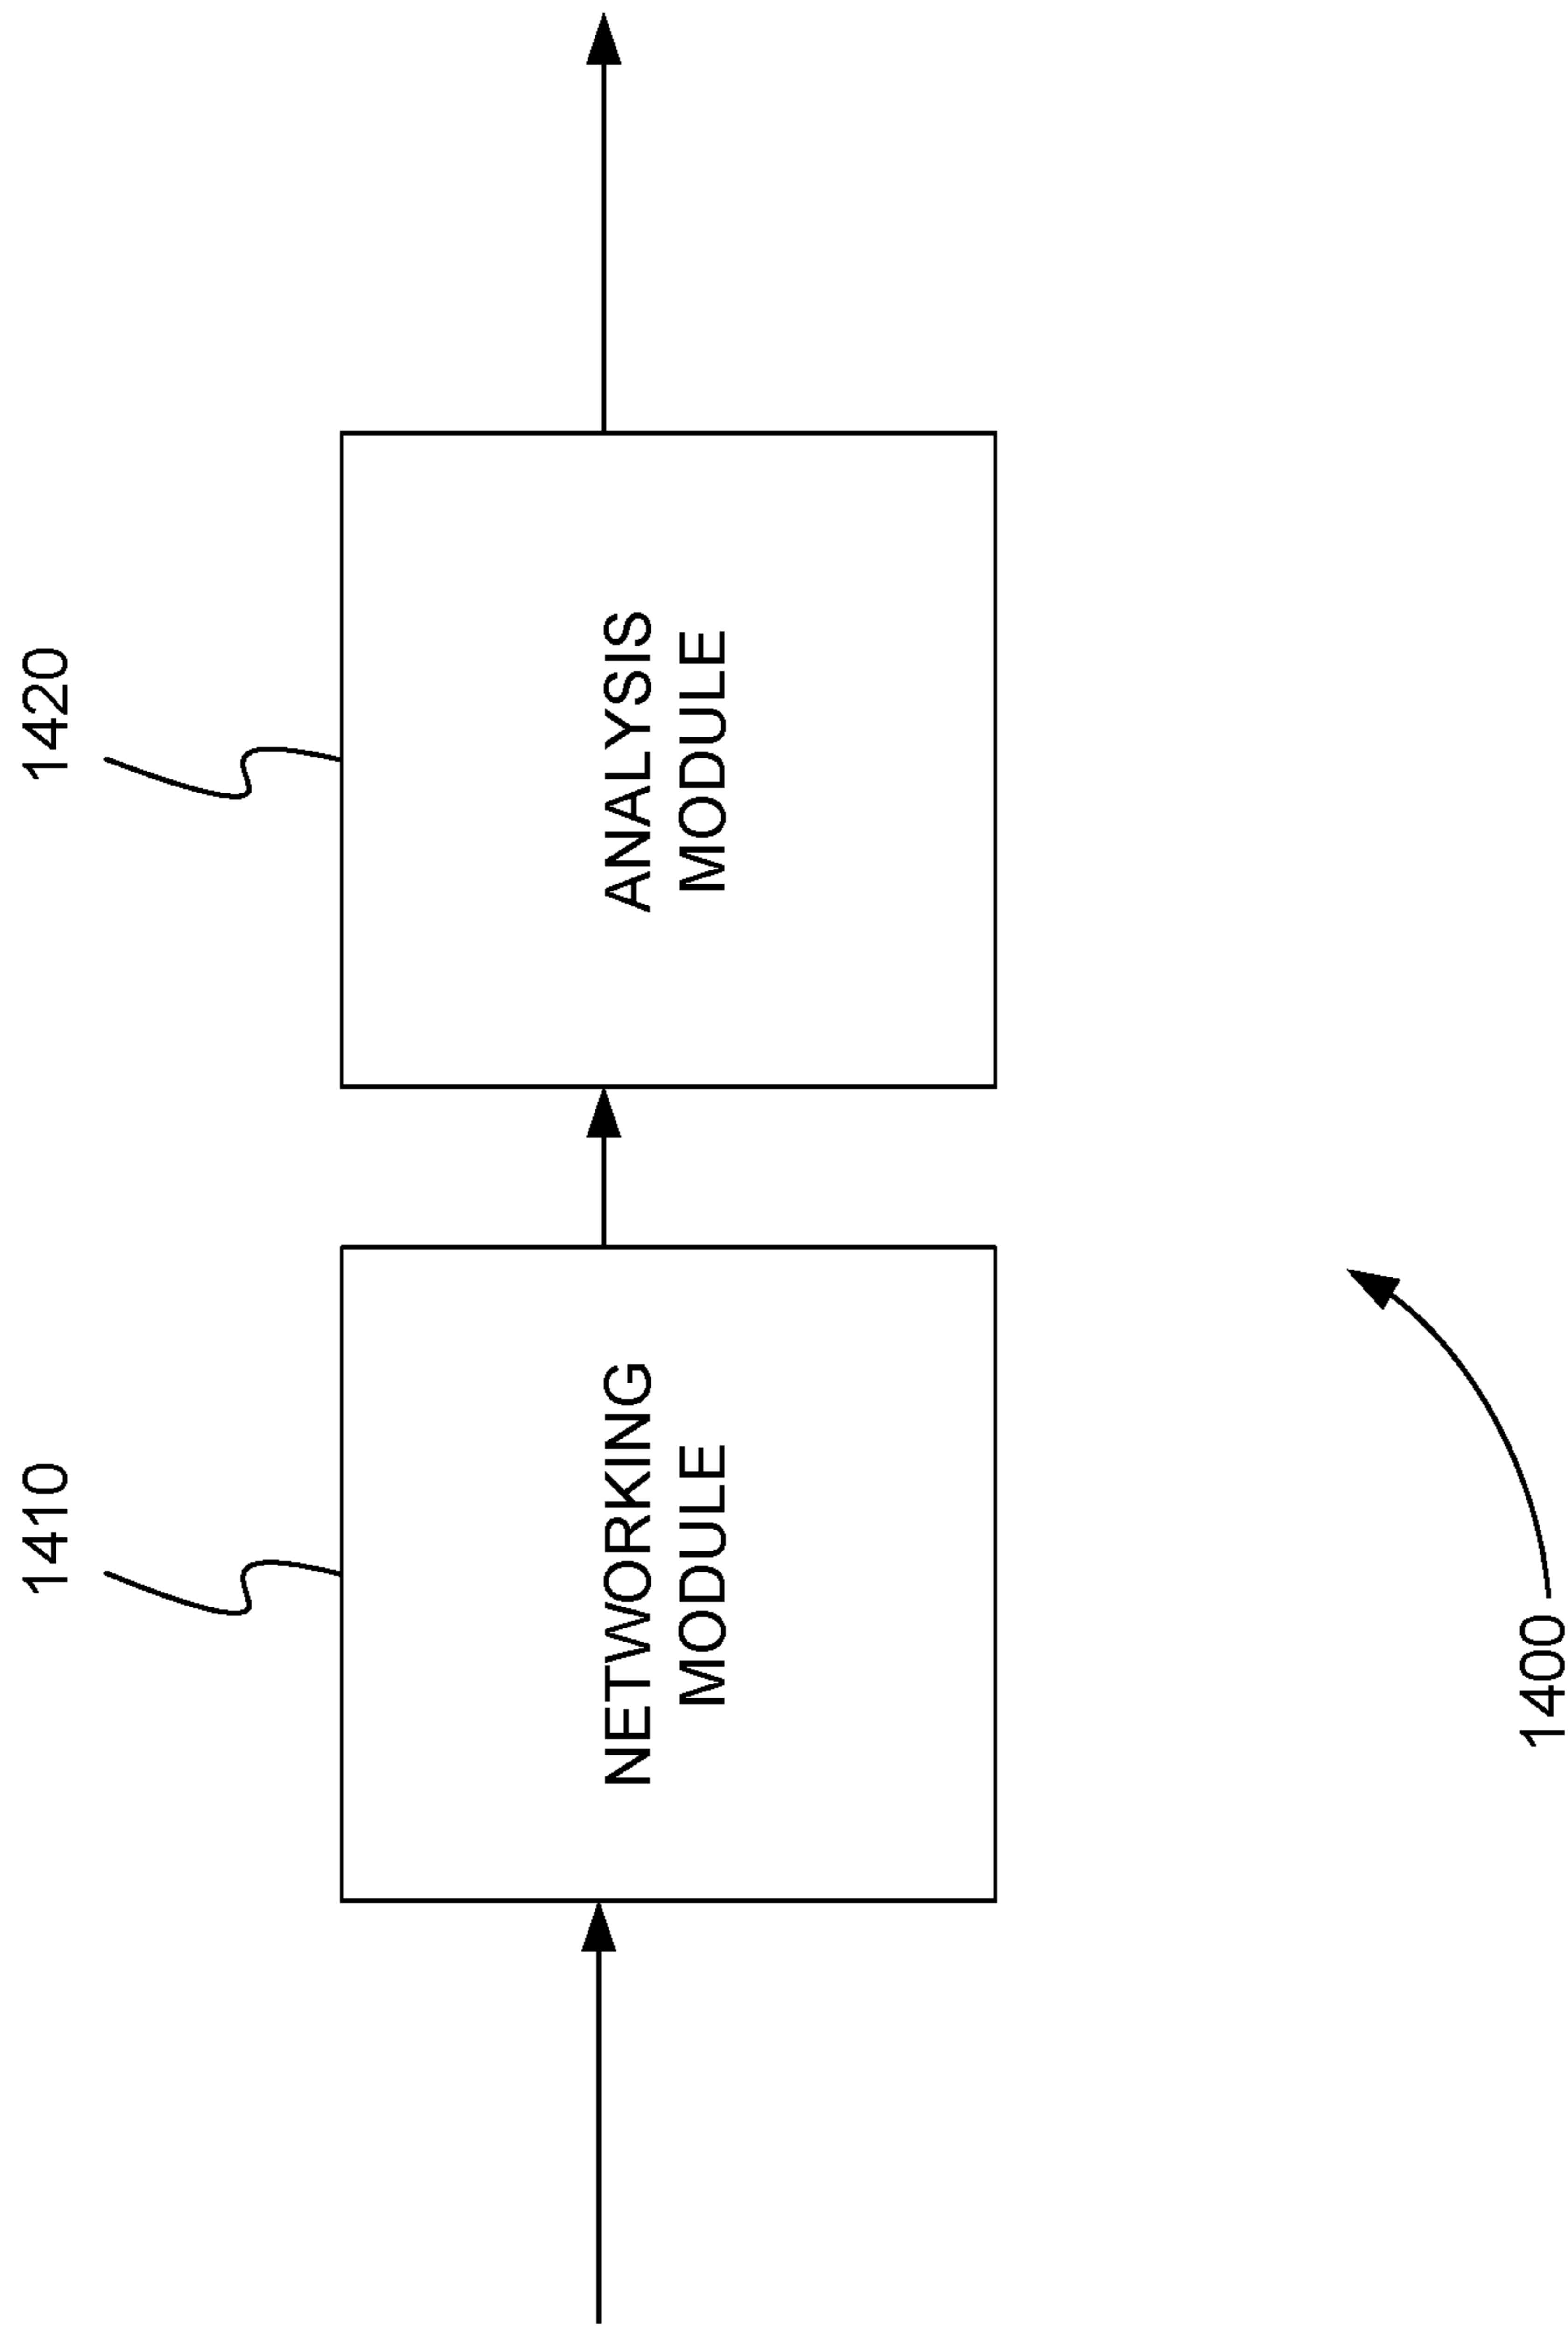 1410
1420
NETWORKING
MODULE
ANALYSIS
MODULE
1400